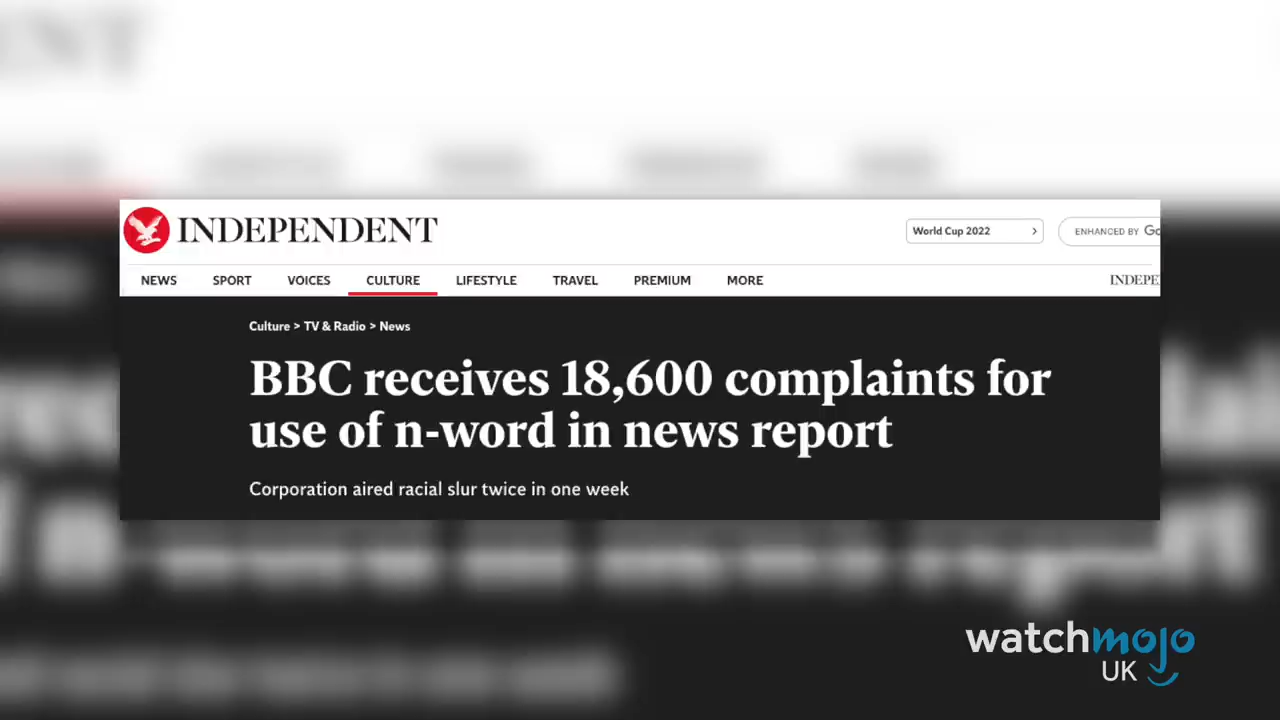 INDEPENDENT
World Cup 2022
ENHANCED BY Go
NEWS SPORT VOICES CULTURE LIFESTYLE TRAVEL PREMIUM MORE
INDEPE
Culture > TV & Radio > News
BBC receives 18,600 complaints for
use of n-word in news report
Corporation aired racial slur twice in one week
watchmojo
UK